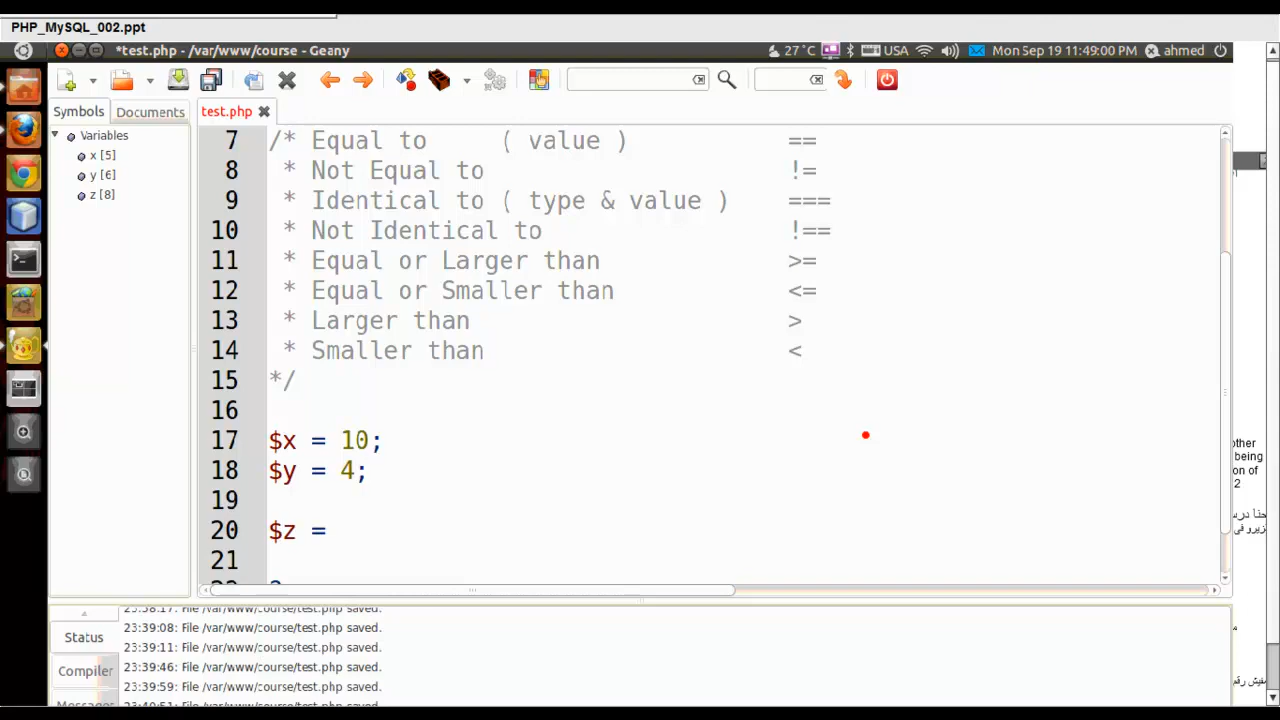 PHP_MySQL_002.ppt
*test.php - /var/www/course - Geany
27 °C
USA
Mon Sep 19 11:49:00 PM
ahmed
Symbols
Documents
test.php
Variables
x [5]
y [6]
z [8]
7 /* Equal to ( value ) ==
8 * Not Equal to !=
9 * Identical to ( type & value ) ===
10 * Not Identical to !==
11 * Equal or Larger than >=
12 * Equal or Smaller than <=
13 * Larger than >
14 * Smaller than <
15 */
16
17 $x = 10;
18 $y = 4;
19
20 $z =
21
other
being
on of
2
Status
Compiler
23:39:08: File /var/www/course/test.php saved.
23:39:11: File /var/www/course/test.php saved.
23:39:46: File /var/www/course/test.php saved.
23:39:59: File /var/www/course/test.php saved.